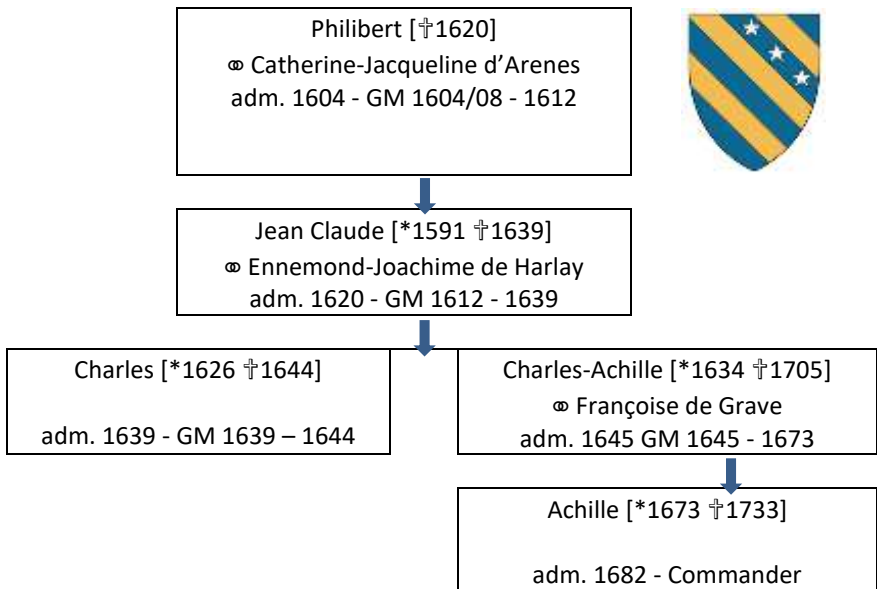 Philibert [🕆1620]
⚭ Catherine-Jacqueline d’Arenes
adm. 1604 - GM 1604/08 - 1612
Jean Claude [*1591 🕆1639]
⚭ Ennemond-Joachime de Harlay
adm. 1620 - GM 1612 - 1639
Charles [*1626 🕆1644]
adm. 1639 - GM 1639 – 1644
Charles-Achille [*1634 🕆1705]
⚭ Françoise de Grave
adm. 1645 GM 1645 - 1673
Achille [*1673 🕆1733]
adm. 1682 - Commander